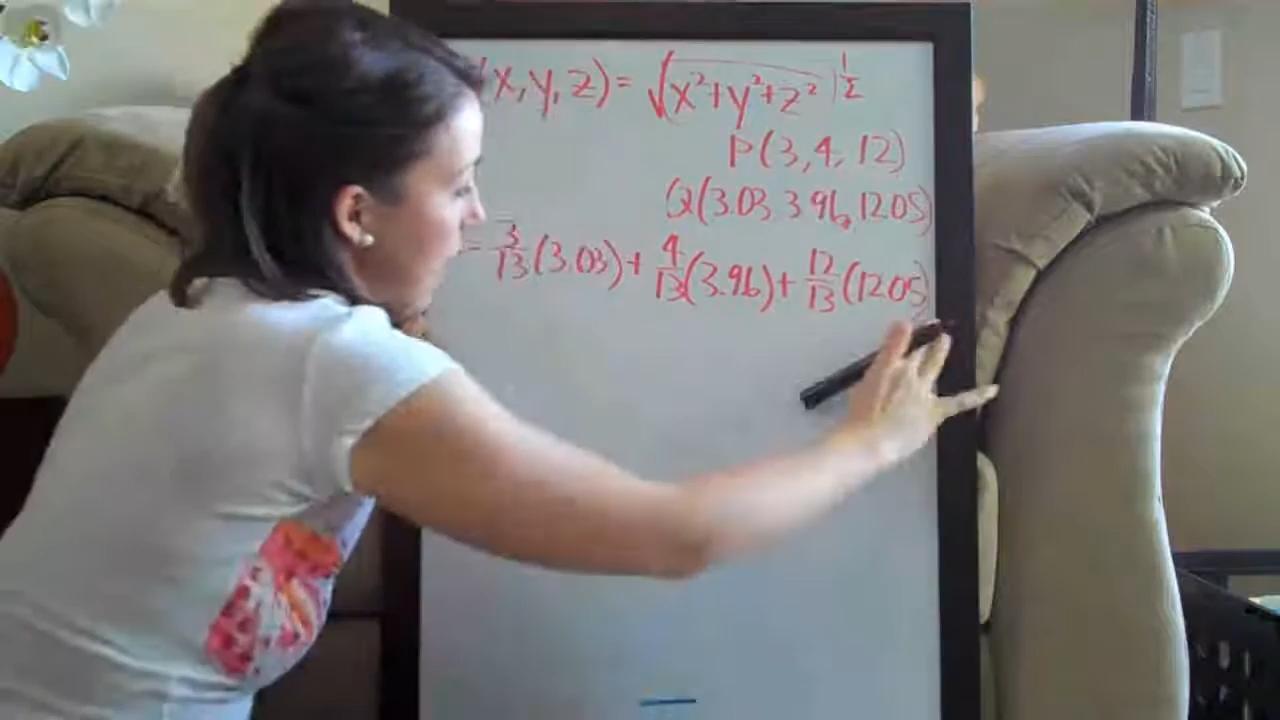 (x,y,z)= √x²+y²+z² )^1/2
P(3,4,12)
Q(3.03, 3.96, 12.05)
= 3/13(3.03)+ 4/13(3.96)+ 12/13(12.05)